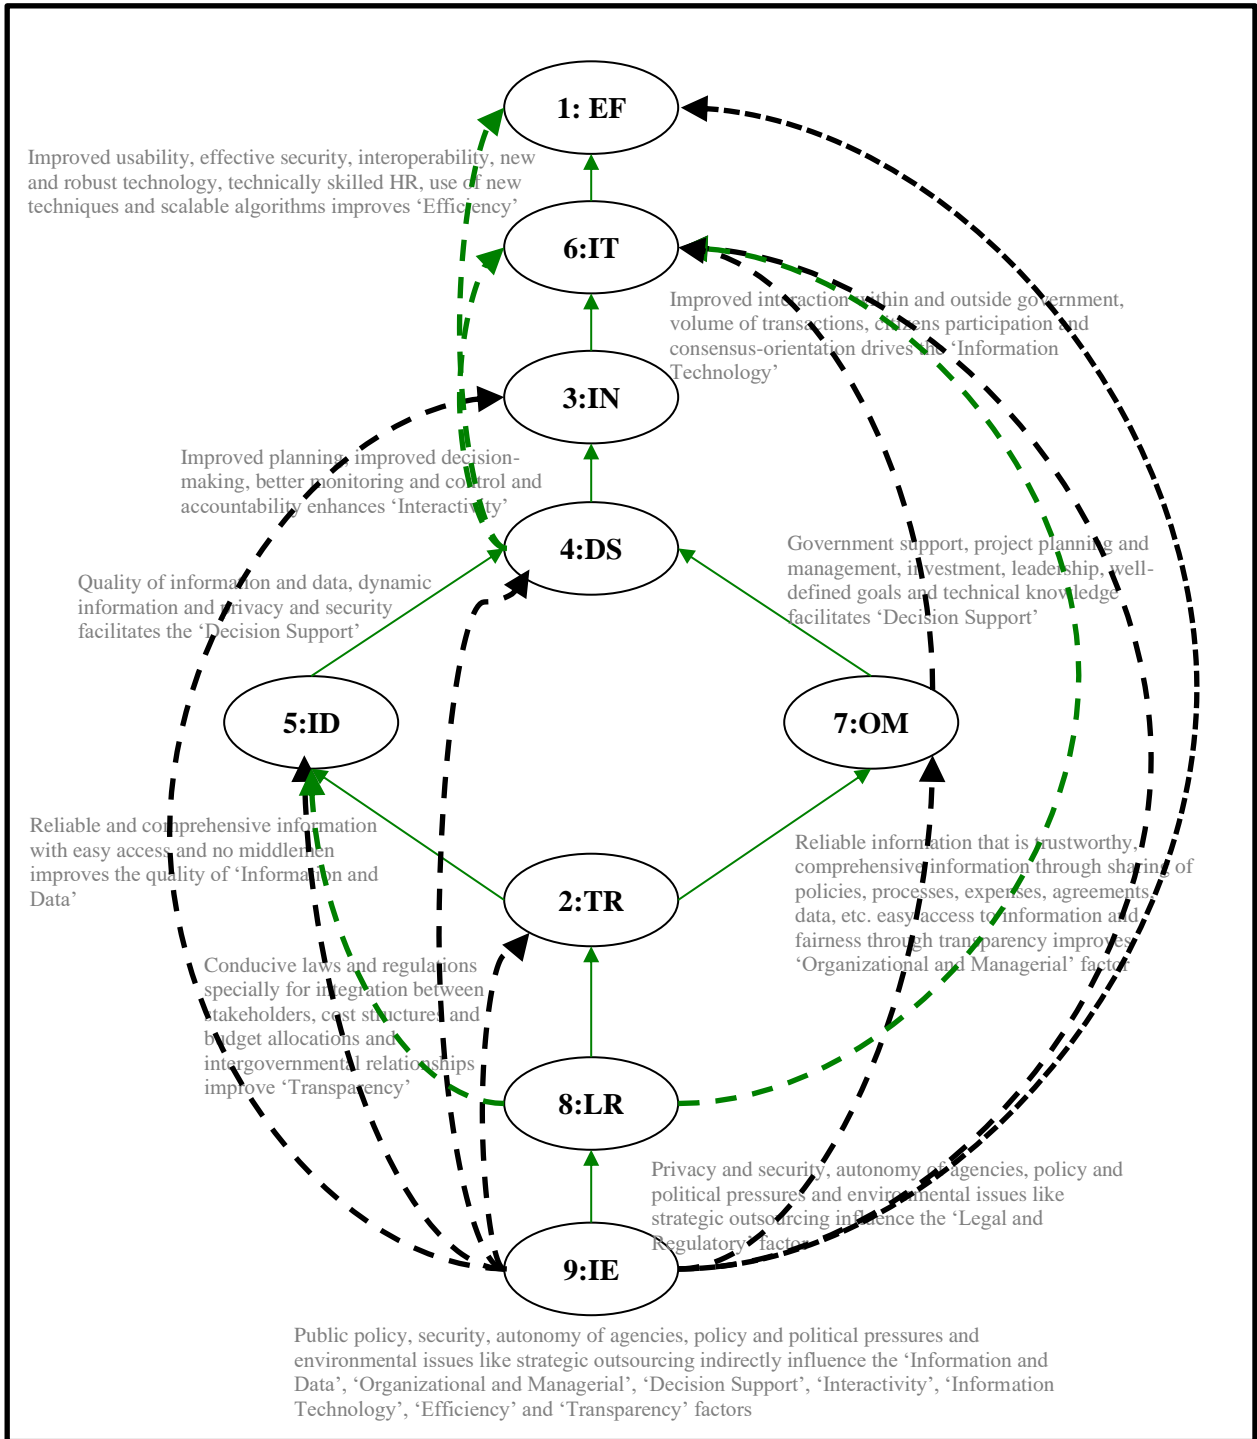 1: EF
Improved usability, effective security, interoperability, new
and robust technology, technically skilled HR, use of new
techniques and scalable algorithms improves ‘Efficiency’
6:IT
Improved interaction within and outside government,
volume of transactions, citizens participation and
consensus-orientation drives the ‘Information
Technology’
3:IN
Improved planning, improved decision-
making, better monitoring and control and
accountability enhances ‘Interactivity’
4:DS
Government support, project planning and
management, investment, leadership, well-
defined goals and technical knowledge
facilitates ‘Decision Support’
Quality of information and data, dynamic
information and privacy and security
facilitates the ‘Decision Support’
5:ID
7:OM
Reliable and comprehensive information
with easy access and no middlemen
improves the quality of ‘Information and
Data’
Reliable information that is trustworthy,
comprehensive information through sharing of
policies, processes, expenses, agreements,
data, etc. easy access to information and
fairness through transparency improves
‘Organizational and Managerial’ factor
2:TR
Conducive laws and regulations
specially for integration between
stakeholders, cost structures and
budget allocations and
intergovernmental relationships
improve ‘Transparency’
8:LR
Privacy and security, autonomy of agencies, policy and
political pressures and environmental issues like
strategic outsourcing influence the ‘Legal and
Regulatory’ factor
9:IE
Public policy, security, autonomy of agencies, policy and political pressures and
environmental issues like strategic outsourcing indirectly influence the ‘Information and
Data’, ‘Organizational and Managerial’, ‘Decision Support’, ‘Interactivity’, ‘Information
Technology’, ‘Efficiency’ and ‘Transparency’ factors